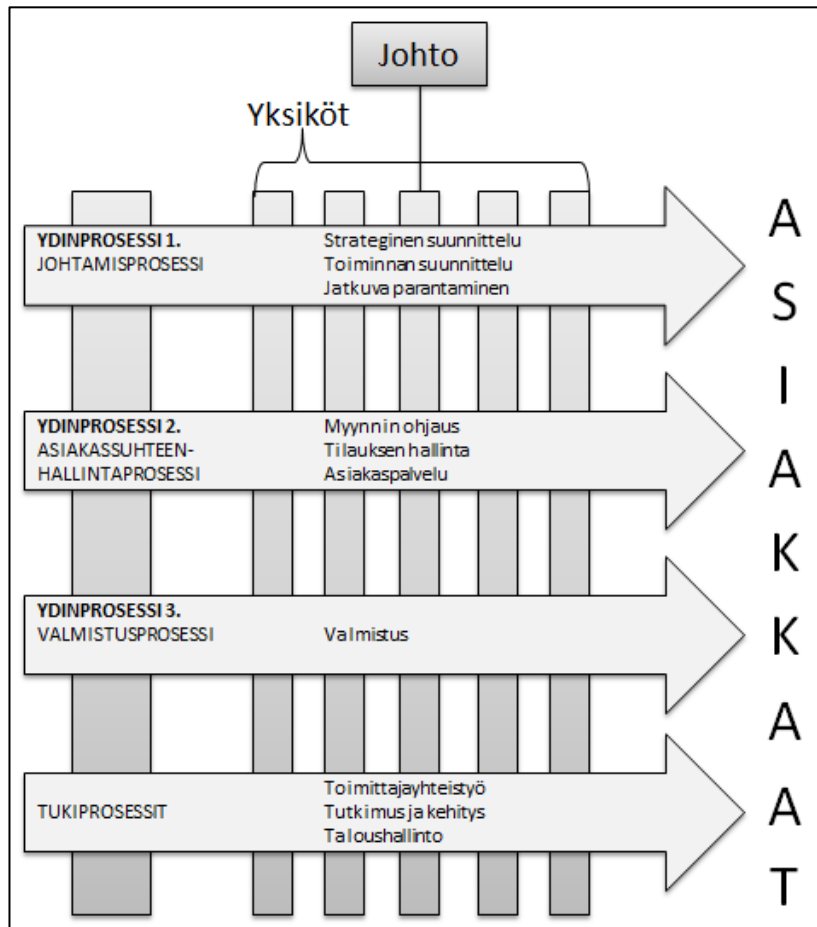 Johto
Yksiköt
YDINPROSESSI 1.
JOHTAMISPROSESSI
Strateginen suunnittelu
Toiminnan suunnittelu
Jatkuva parantaminen
YDINPROSESSI 2.
ASIAKASSUHTEEN-
HALLINTAPROSESSI
Myynnin ohjaus
Tilauksen hallinta
Asiakaspalvelu
YDINPROSESSI 3.
VALMISTUSPROSESSI
Valmistus
TUKIPROSESSIT
Toimittajayhteistyö
Tutkimus ja kehitys
Taloushallinto
ASIAKKAAT